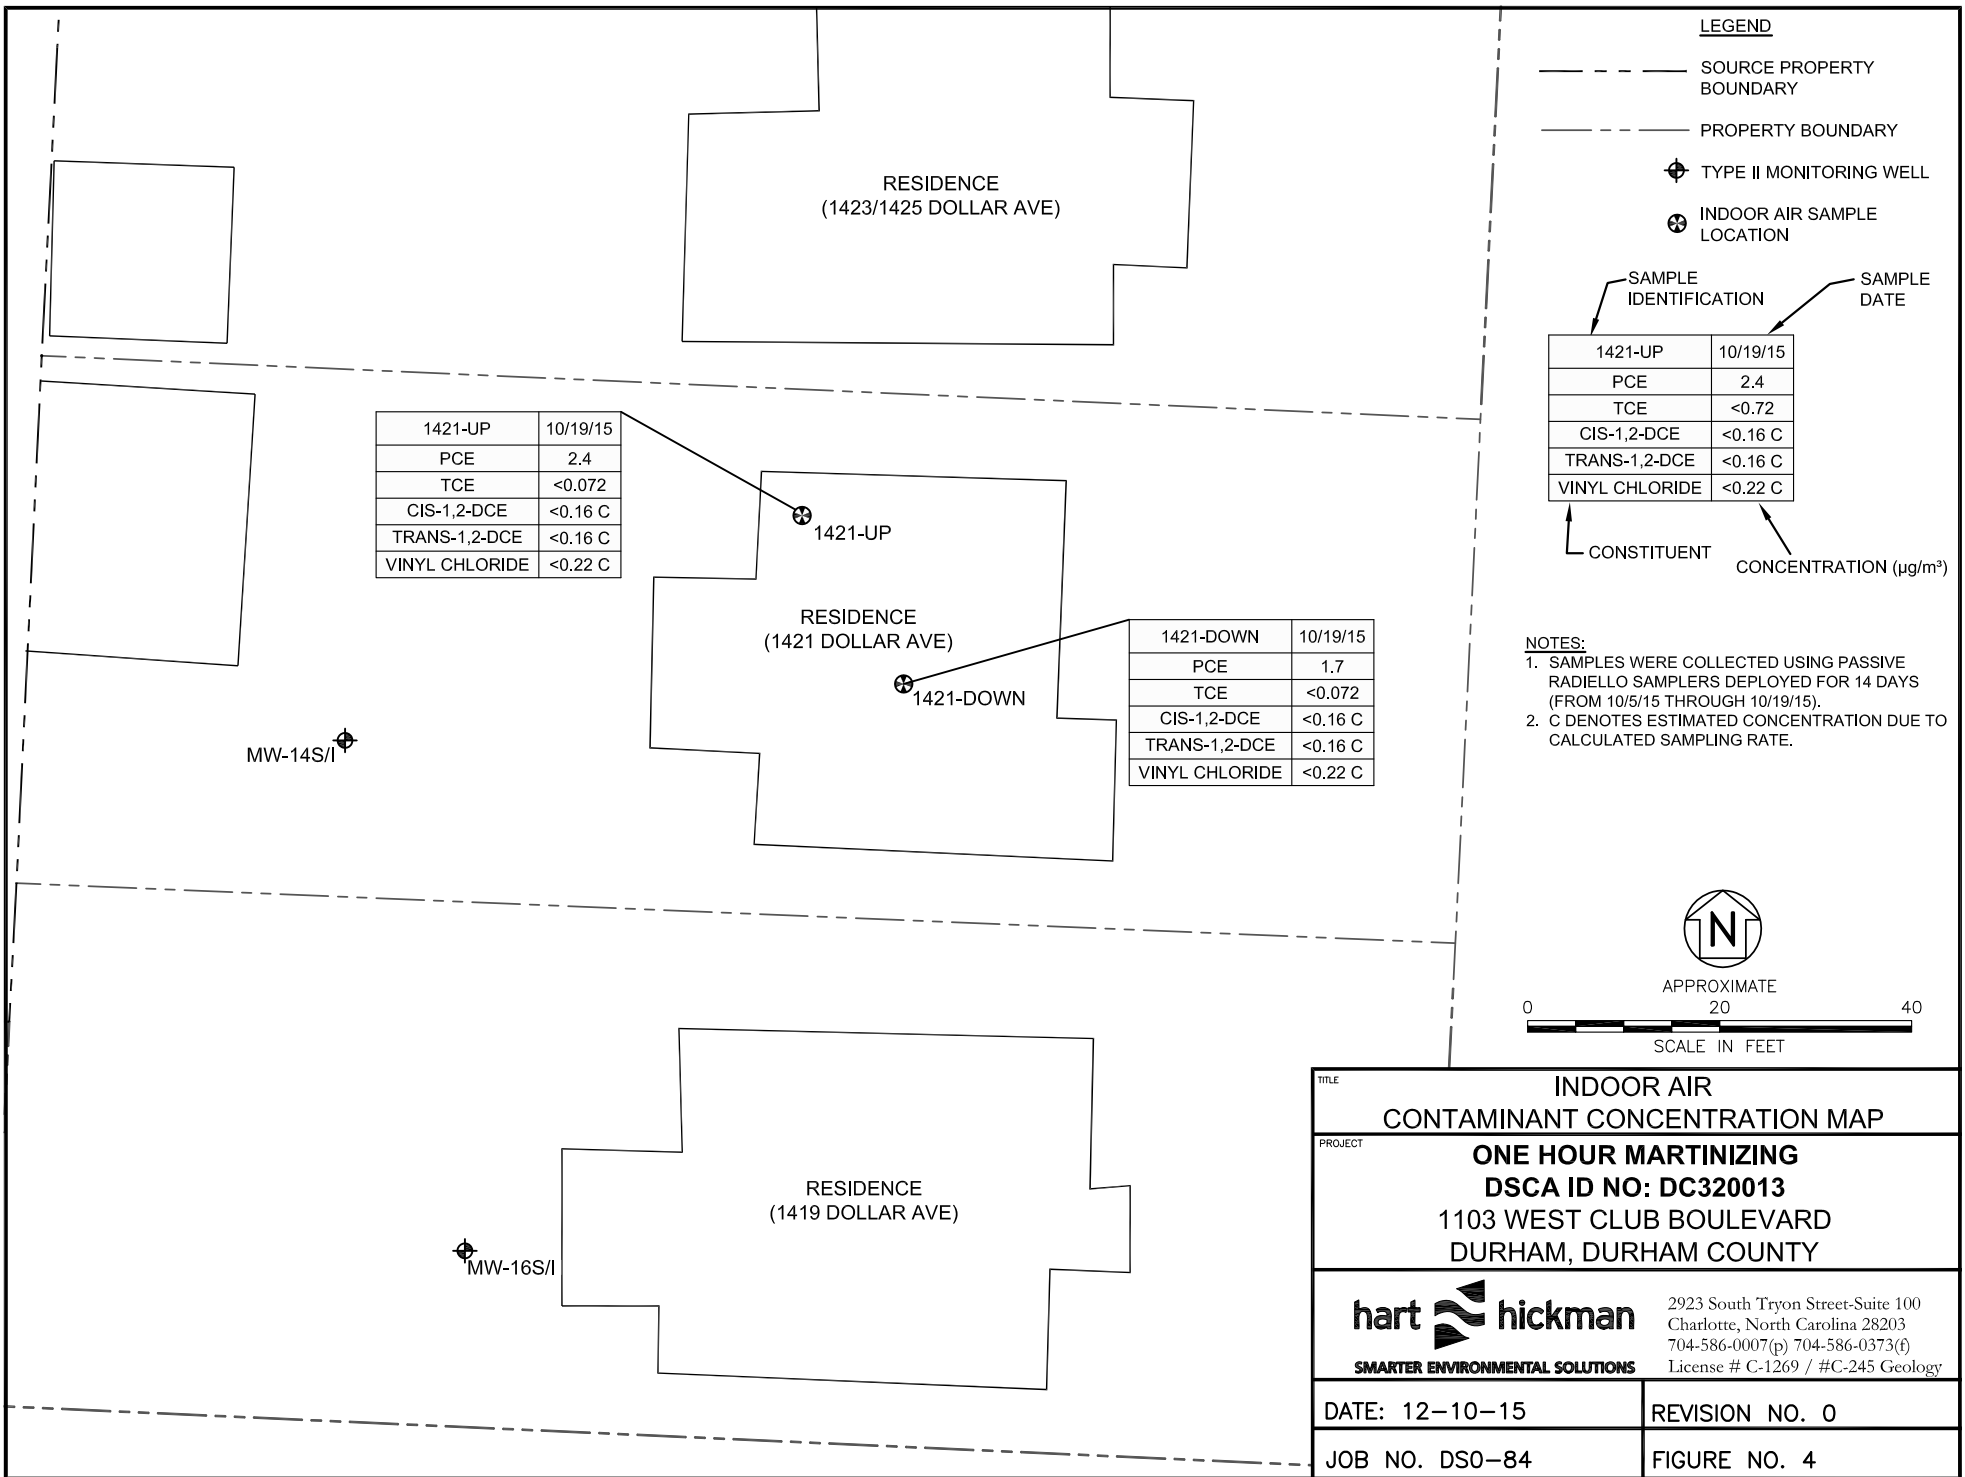 LEGEND
SOURCE PROPERTY
BOUNDARY
PROPERTY BOUNDARY
TYPE II MONITORING WELL
INDOOR AIR SAMPLE
LOCATION
SAMPLE
IDENTIFICATION
SAMPLE
DATE
1421-UP 10/19/15
PCE 2.4
TCE <0.72
CIS-1,2-DCE <0.16 C
TRANS-1,2-DCE <0.16 C
VINYL CHLORIDE <0.22 C
CONSTITUENT
CONCENTRATION (µg/m³)
RESIDENCE
(1423/1425 DOLLAR AVE)
1421-UP 10/19/15
PCE 2.4
TCE <0.072
CIS-1,2-DCE <0.16 C
TRANS-1,2-DCE <0.16 C
VINYL CHLORIDE <0.22 C
1421-UP
RESIDENCE
(1421 DOLLAR AVE)
1421-DOWN
1421-DOWN 10/19/15
PCE 1.7
TCE <0.072
CIS-1,2-DCE <0.16 C
TRANS-1,2-DCE <0.16 C
VINYL CHLORIDE <0.22 C
MW-14S/I
NOTES:
1. SAMPLES WERE COLLECTED USING PASSIVE
RADIELLO SAMPLERS DEPLOYED FOR 14 DAYS
(FROM 10/5/15 THROUGH 10/19/15).
2. C DENOTES ESTIMATED CONCENTRATION DUE TO
CALCULATED SAMPLING RATE.
N
APPROXIMATE
0 20 40
SCALE IN FEET
RESIDENCE
(1419 DOLLAR AVE)
MW-16S/I
TITLE
INDOOR AIR
CONTAMINANT CONCENTRATION MAP
PROJECT
ONE HOUR MARTINIZING
DSCA ID NO: DC320013
1103 WEST CLUB BOULEVARD
DURHAM, DURHAM COUNTY
hart hickman
SMARTER ENVIRONMENTAL SOLUTIONS
2923 South Tryon Street-Suite 100
Charlotte, North Carolina 28203
704-586-0007(p) 704-586-0373(f)
License # C-1269 / #C-245 Geology
DATE: 12-10-15
REVISION NO. 0
JOB NO. DS0-84
FIGURE NO. 4